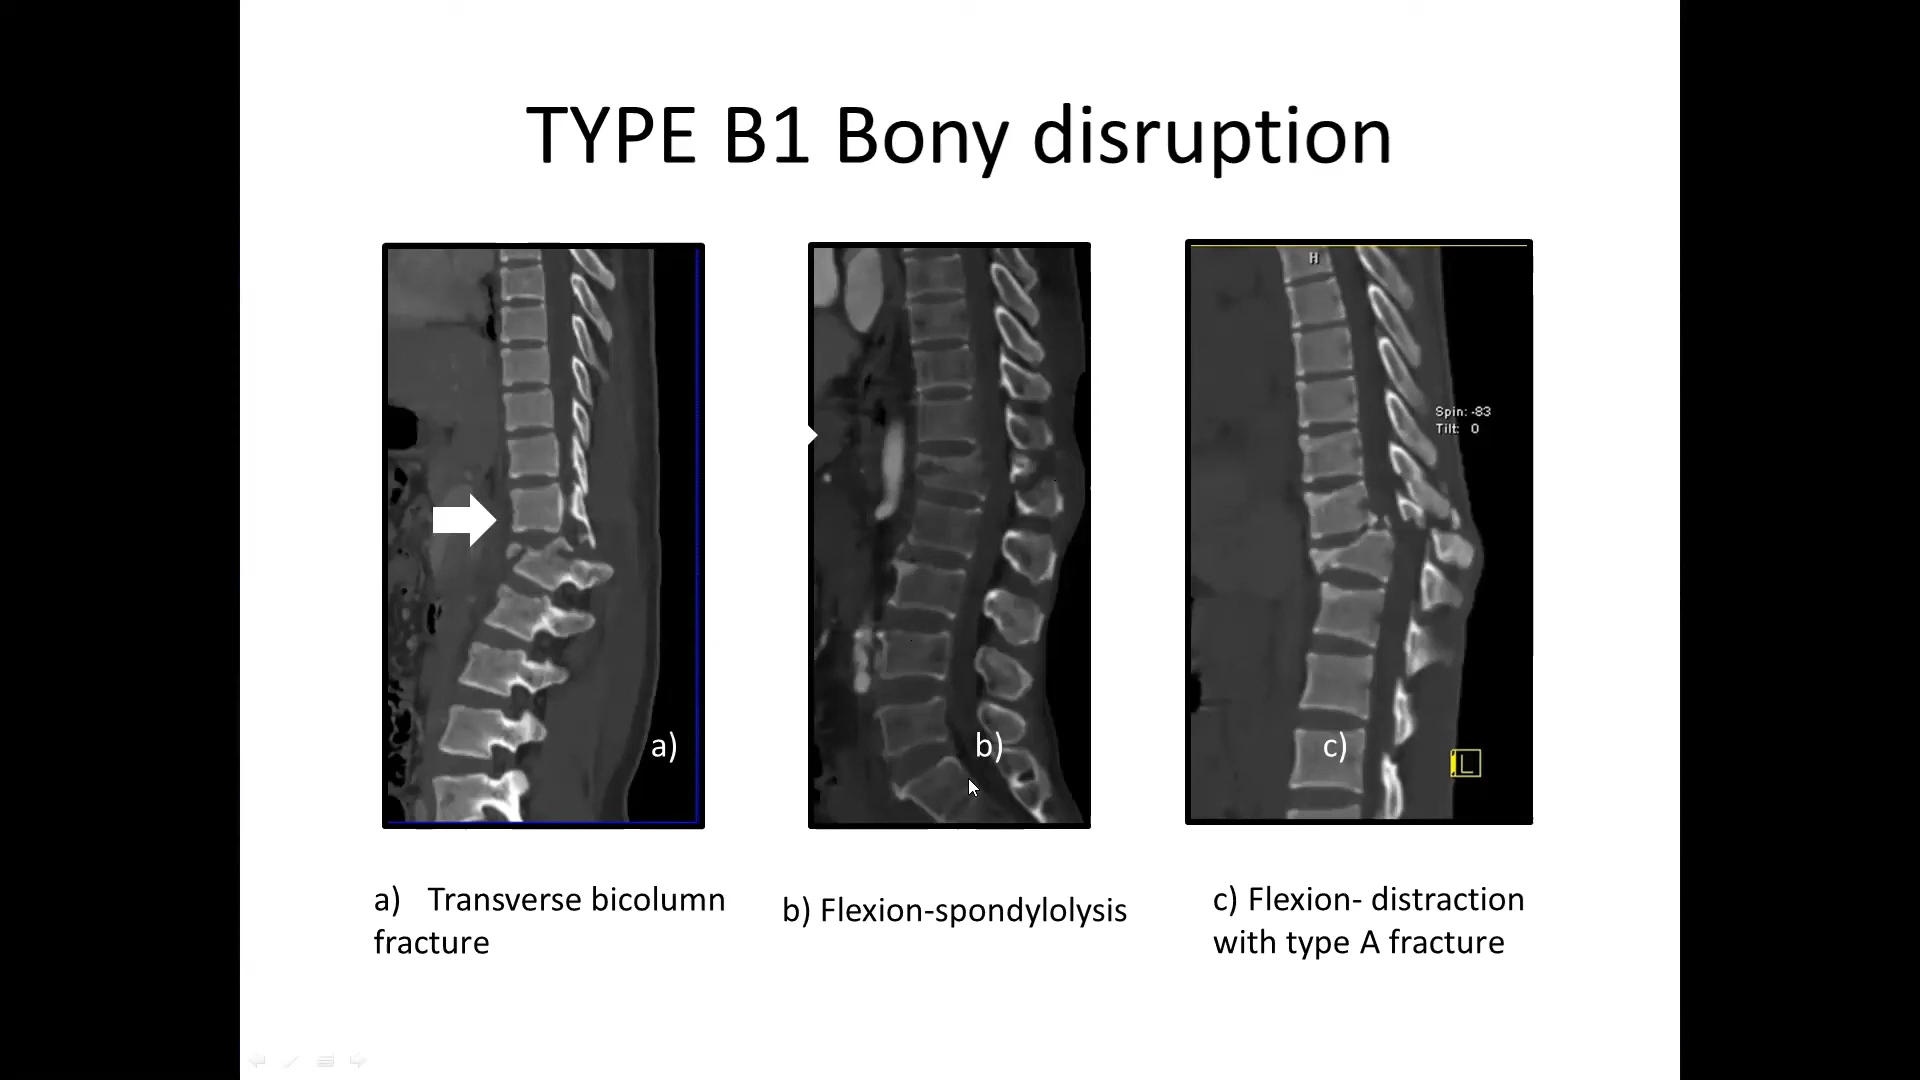 TYPE B1 Bony disruption
H
Spin: -83
Tilt: 0
a)
b)
c)
L
a) Transverse bicolumn
fracture
b) Flexion-spondylolysis
c) Flexion- distraction
with type A fracture